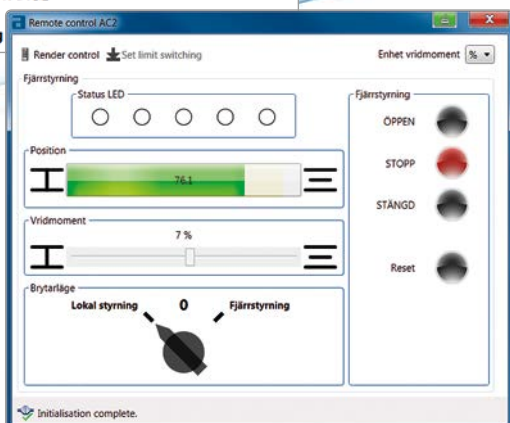 Remote control AC2
Render control Set limit switching Enhet vridmoment %
Fjärrstyrning
Status LED
Position
76.1
Vridmoment
7 %
Brytarläge
Lokal styrning 0 Fjärrstyrning
Fjärrstyrning
ÖPPEN
STOPP
STÄNGD
Reset
Initialisation complete.